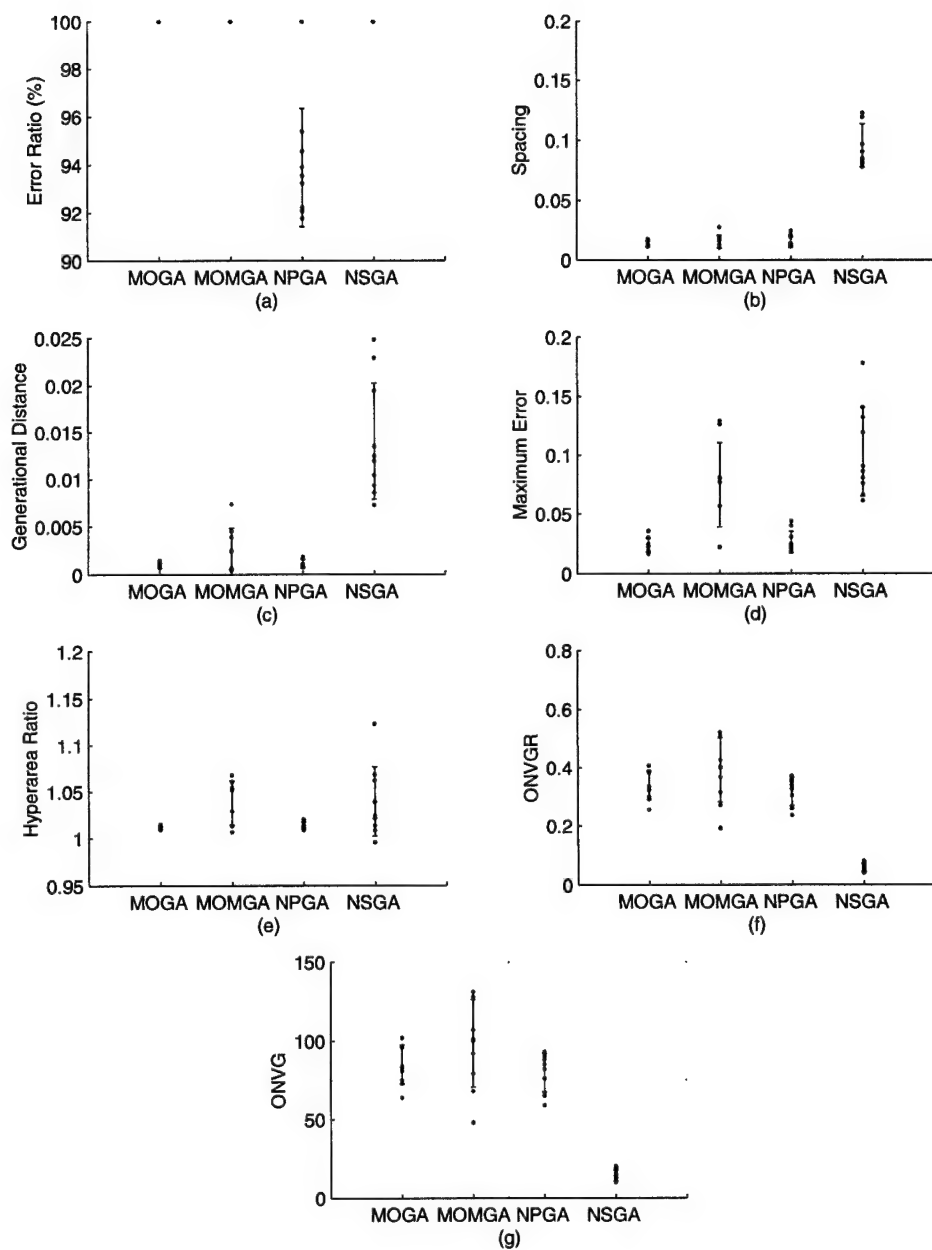 100
98
96
94
92
90
Error Ratio (%)
MOGA MOMGA NPGA NSGA
(a)
0.2
0.15
0.1
0.05
0
Spacing
MOGA MOMGA NPGA NSGA
(b)
0.025
0.02
0.015
0.01
0.005
0
Generational Distance
MOGA MOMGA NPGA NSGA
(c)
0.2
0.15
0.1
0.05
0
Maximum Error
MOGA MOMGA NPGA NSGA
(d)
1.2
1.15
1.1
1.05
1
0.95
Hyperarea Ratio
MOGA MOMGA NPGA NSGA
(e)
0.8
0.6
0.4
0.2
0
ONVGR
MOGA MOMGA NPGA NSGA
(f)
150
100
50
0
ONVG
MOGA MOMGA NPGA NSGA
(g)